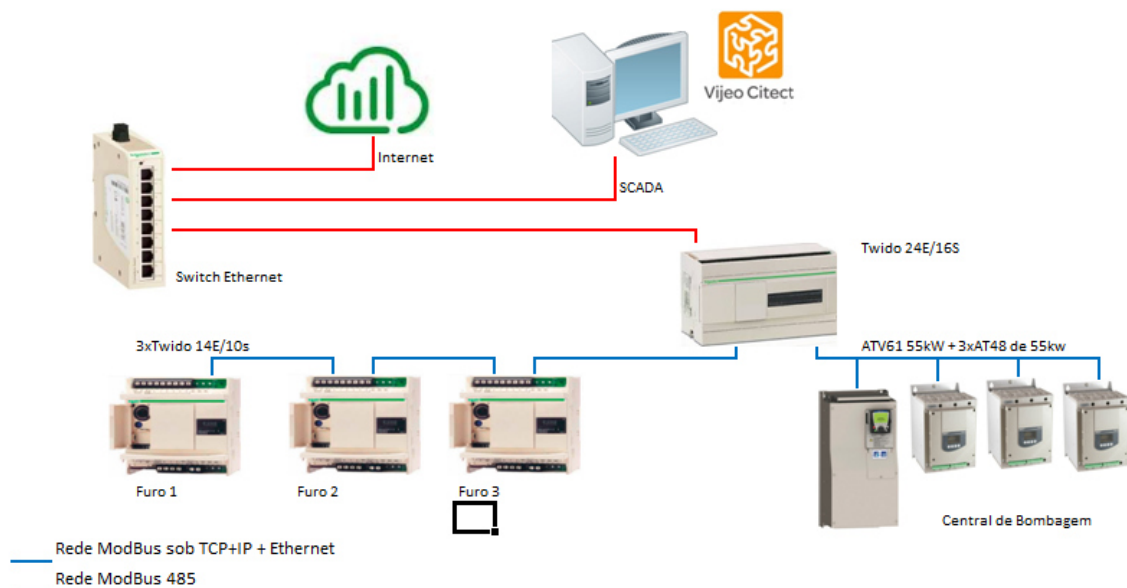 Vijeo Citect
Internet
SCADA
Twido 24E/16S
Switch Ethernet
3xTwido 14E/10s
ATV61 55kW + 3xAT48 de 55kw
Furo 1
Furo 2
Furo 3
Central de Bombagem
Rede ModBus sob TCP+IP + Ethernet
Rede ModBus 485